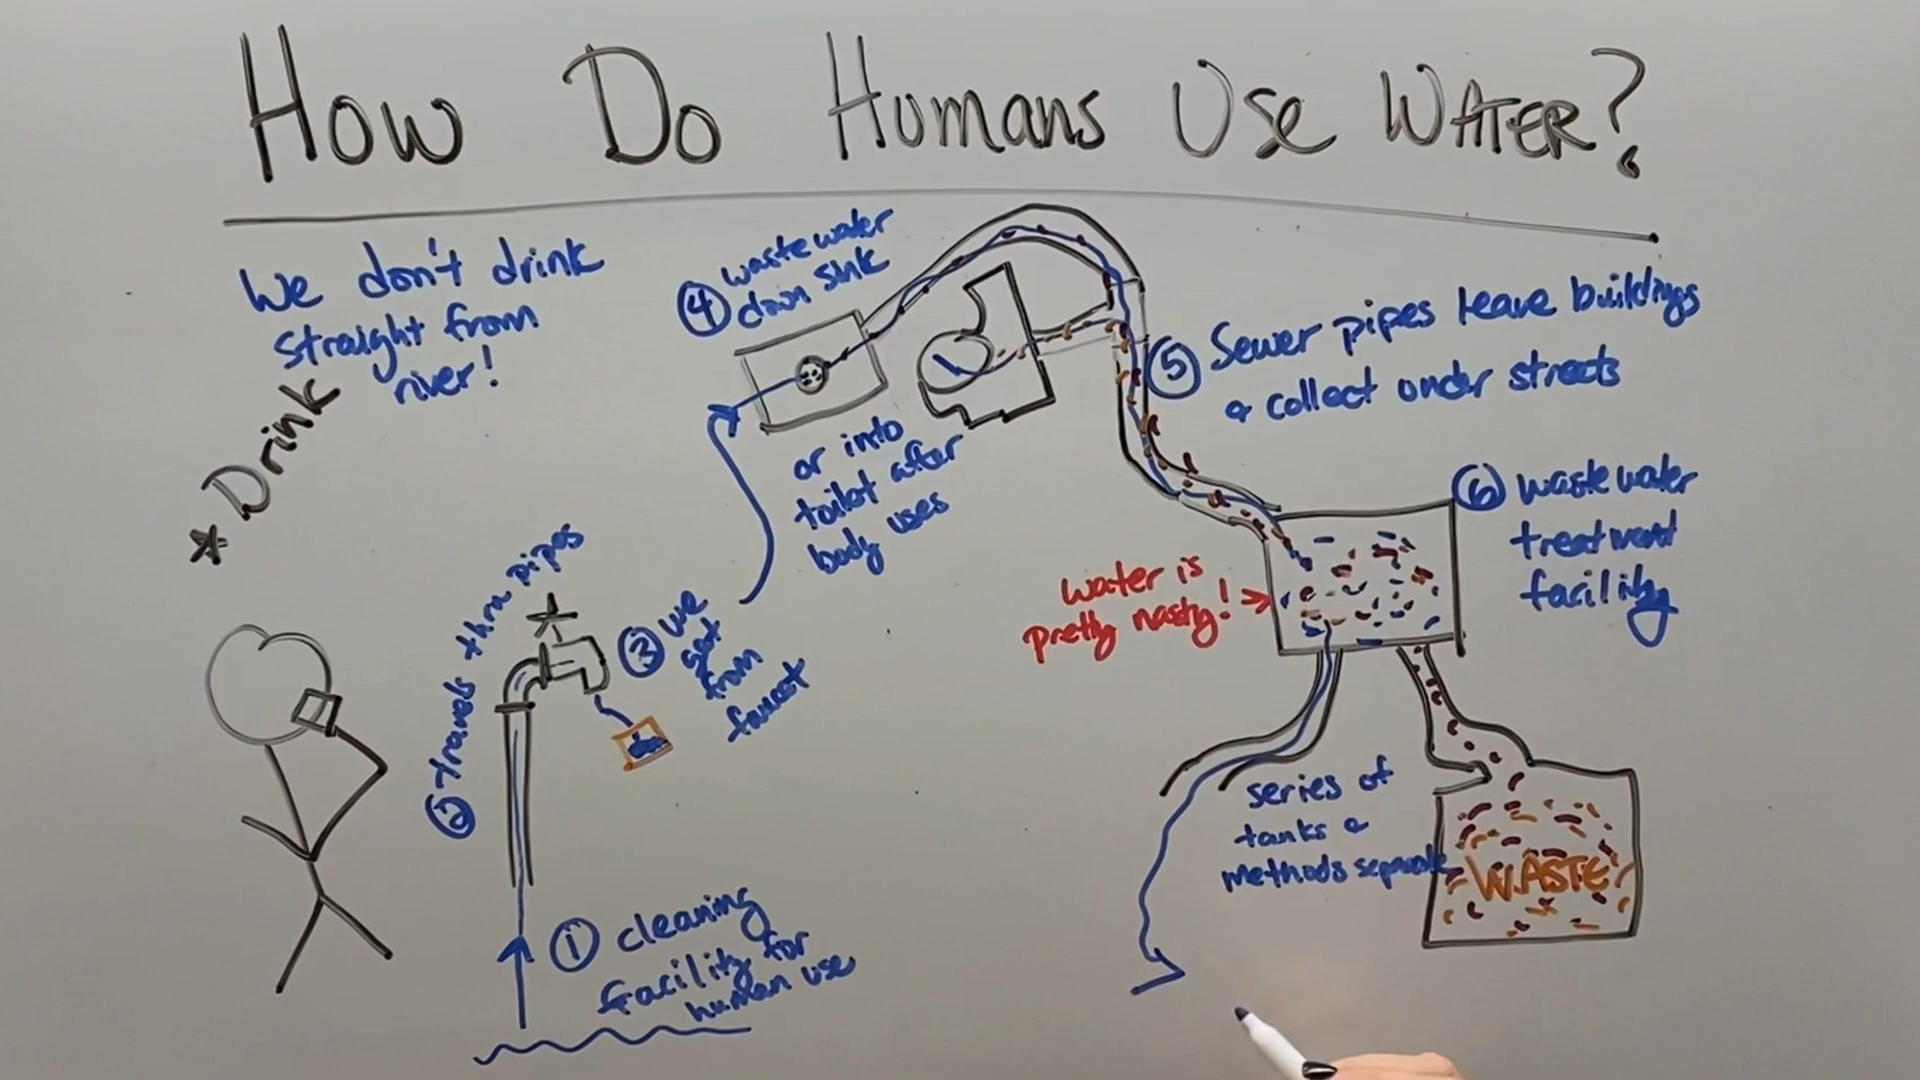 How Do Humans Use WATER?
We don't drink
straight from
river!
* Drink
① cleaning
facility for
human use
② travels thru pipes
③ we
get
from
faucet
④ waste water
down sink
or into
toilet after
body uses
⑤ Sewer pipes leave buildings
& collect under streets
⑥ waste water
treatment
facility
water is
pretty nasty!
series of
tanks &
methods separate
WASTE